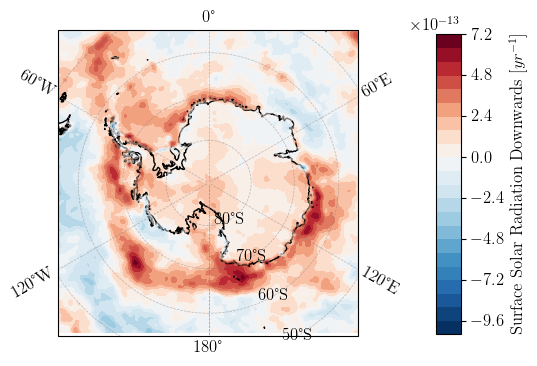 0°
×10⁻¹³
7.2
60°W
60°E
4.8
2.4
0.0
80°S
−2.4
70°S
−4.8
120°W
120°E
60°S
−7.2
50°S
−9.6
180°
Surface Solar Radiation Downwards [yr⁻¹]